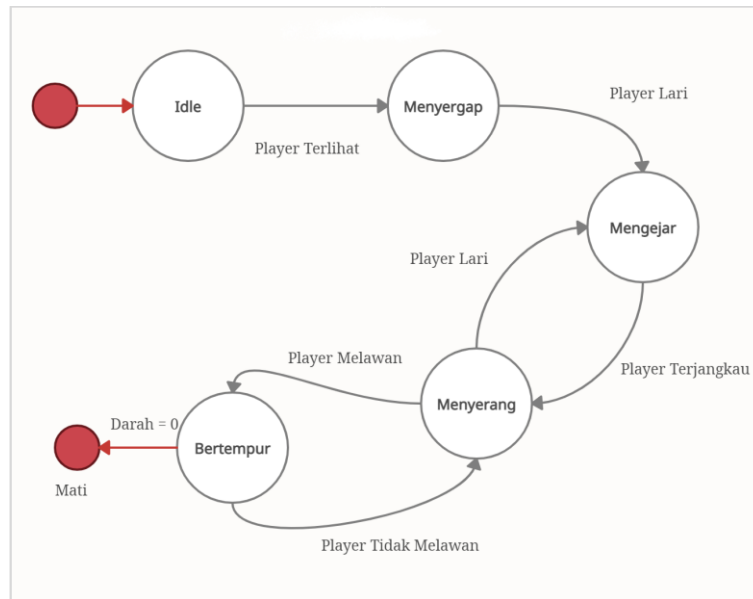 Idle
Player Terlihat
Menyergap
Player Lari
Mengejar
Player Lari
Player Terjangkau
Player Melawan
Menyerang
Darah = 0
Bertempur
Mati
Player Tidak Melawan